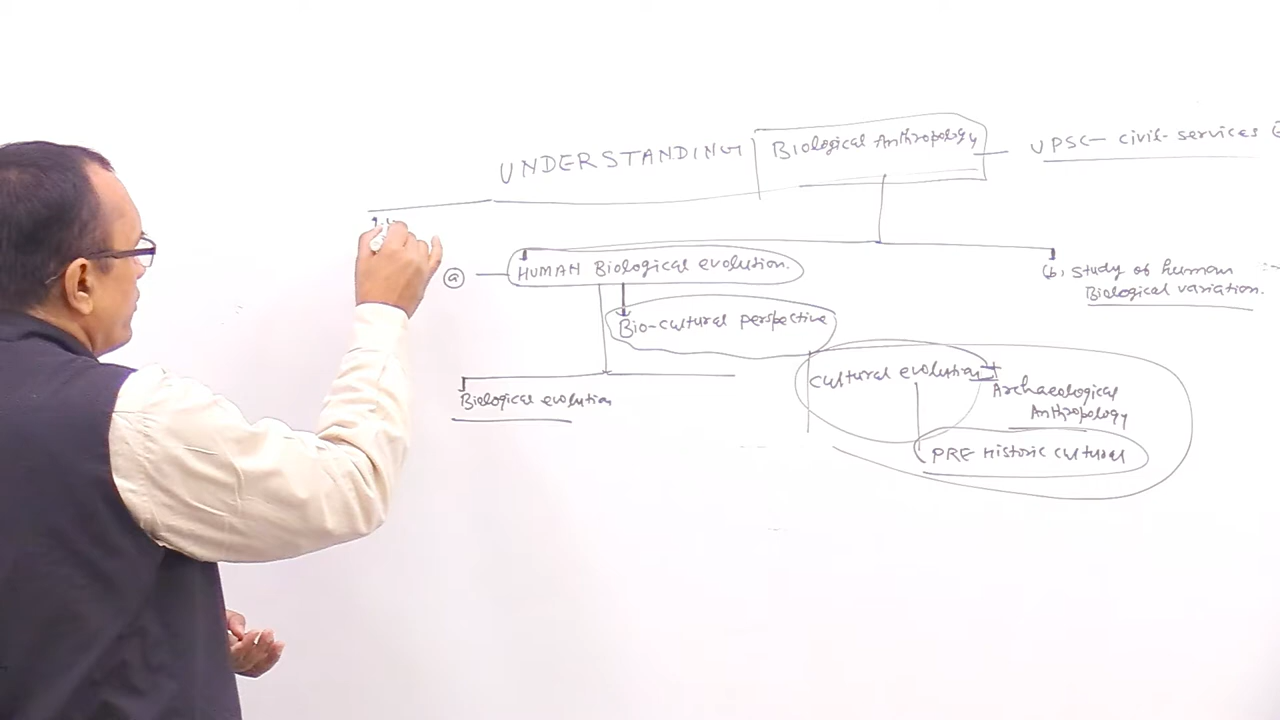 UNDERSTANDING Biological Anthropology
UPSC- civil-services
(a) HUMAN Biological evolution.
(b) Study of human :-
Biological variation.
Bio-cultural perspective
Biological evolution
Cultural evolution
Archaeological
Anthropology
PRE Historic cultural